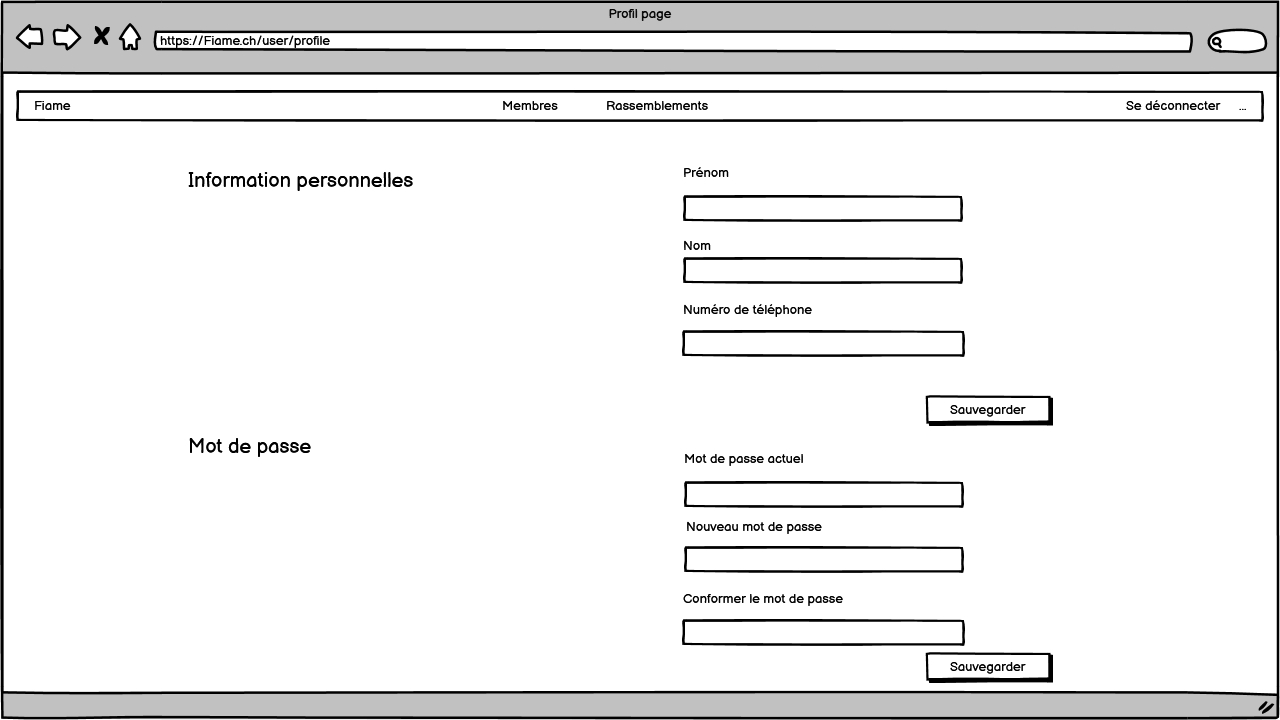 Profil page
https://Fiame.ch/user/profile
Fiame Membres Rassemblements Se déconnecter ...
Information personnelles
Prénom
Nom
Numéro de téléphone
Sauvegarder
Mot de passe
Mot de passe actuel
Nouveau mot de passe
Conformer le mot de passe
Sauvegarder